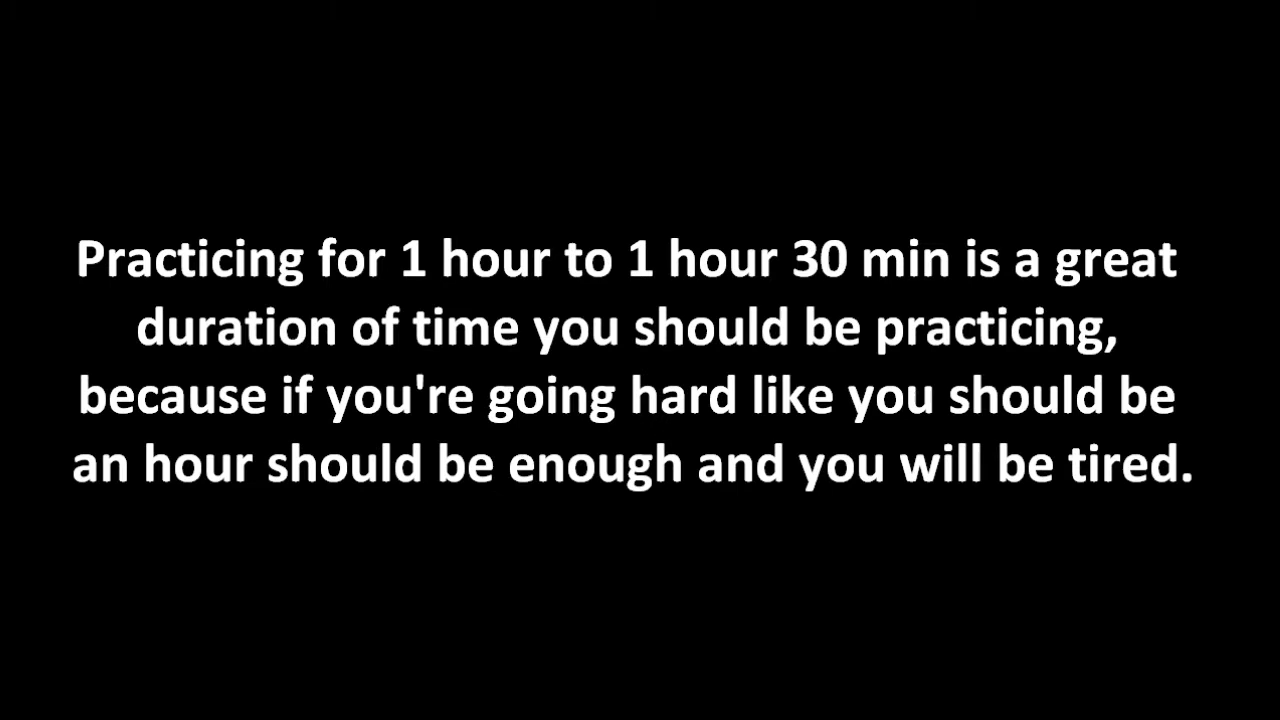 Practicing for 1 hour to 1 hour 30 min is a great
duration of time you should be practicing,
because if you're going hard like you should be
an hour should be enough and you will be tired.